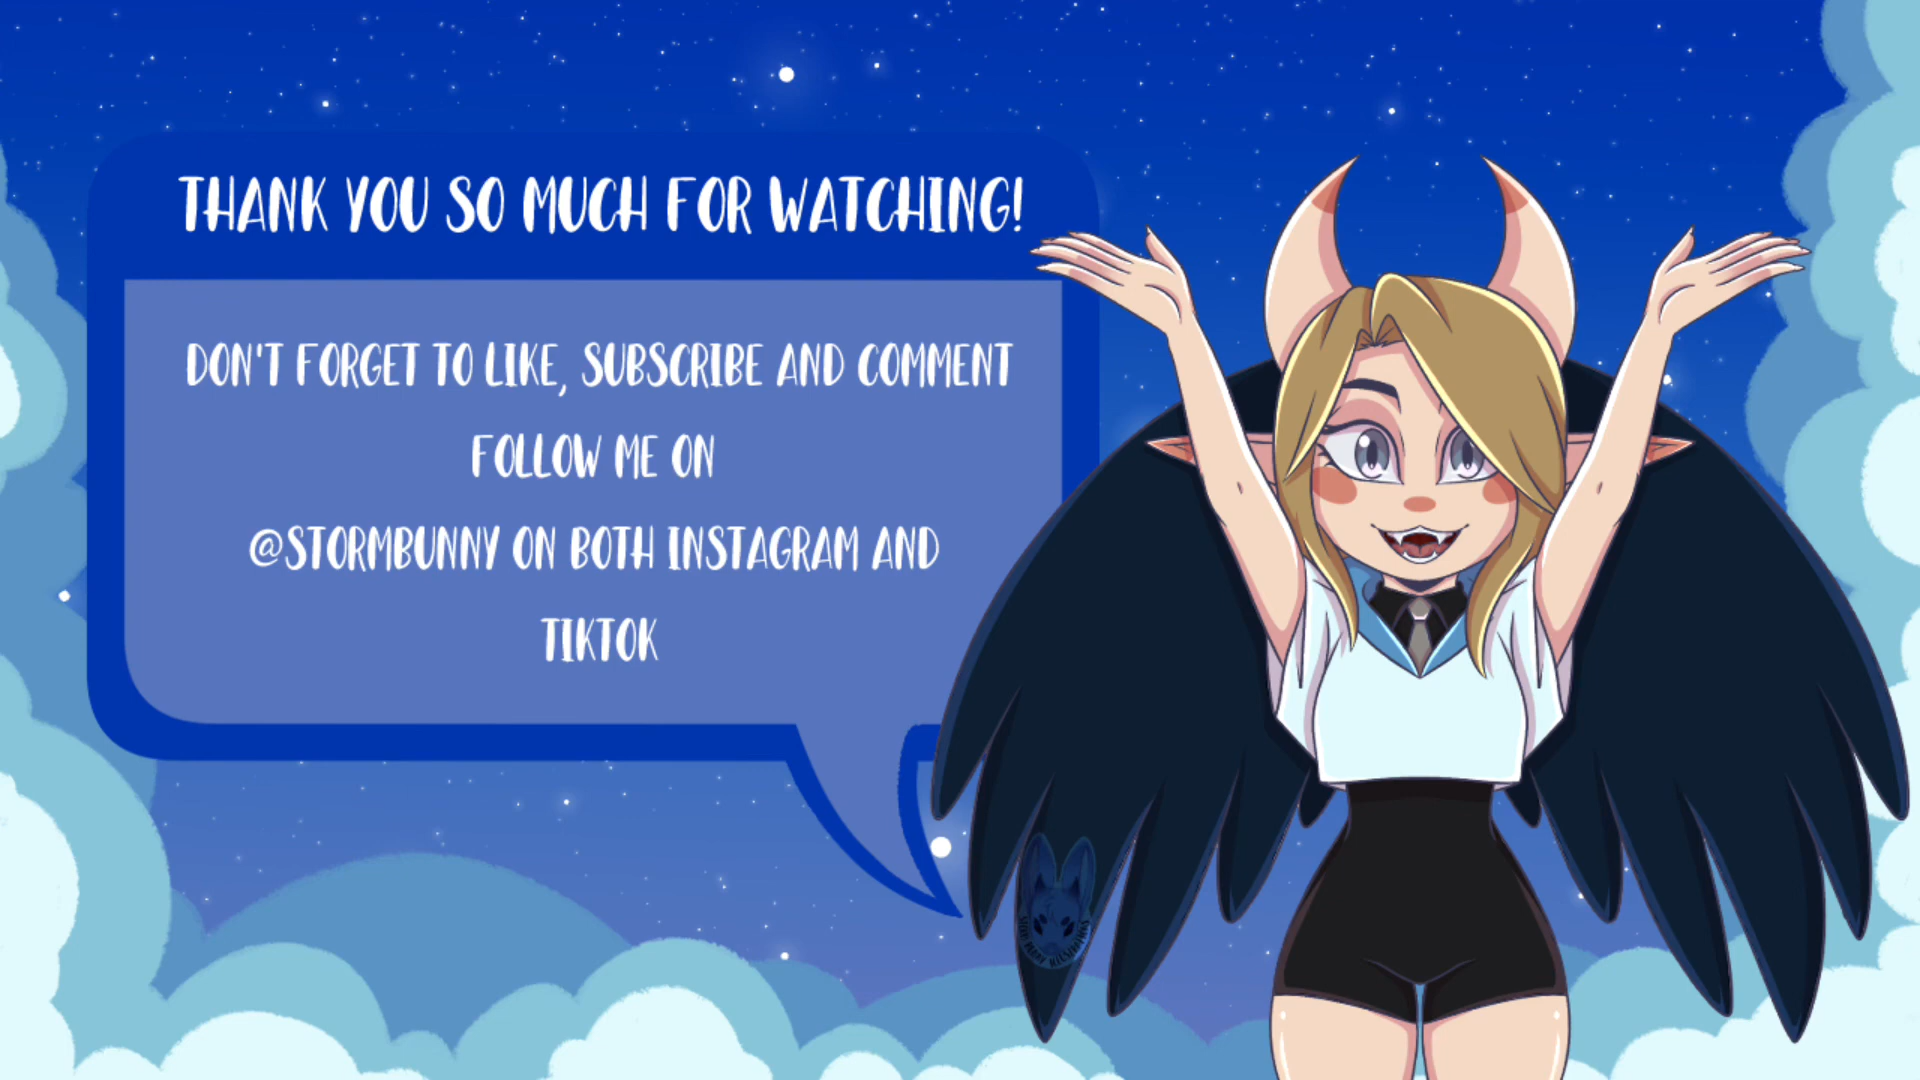 THANK YOU SO MUCH FOR WATCHING!
DON'T FORGET TO LIKE, SUBSCRIBE AND COMMENT
FOLLOW ME ON
@STORMBUNNY ON BOTH INSTAGRAM AND
TIKTOK